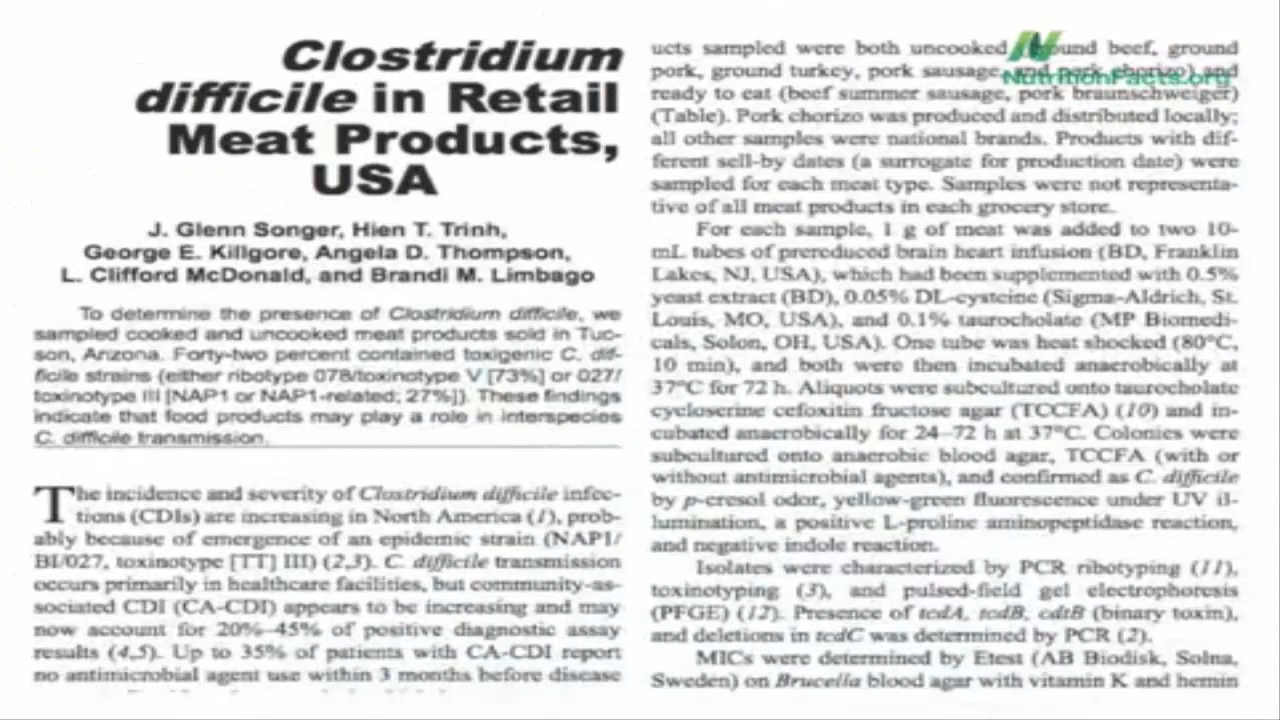 Clostridium
difficile in Retail
Meat Products,
USA
J. Glenn Songer, Hien T. Trinh,
George E. Killgore, Angela D. Thompson,
L. Clifford McDonald, and Brandi M. Limbago
To determine the presence of Clostridium difficile, we
sampled cooked and uncooked meat products sold in Tuc-
son, Arizona. Forty-two percent contained toxigenic C. dif-
ficile strains (either ribotype 078/toxinotype V [73%] or 027/
toxinotype III [NAP1 or NAP1-related; 27%]). These findings
indicate that food products may play a role in interspecies
C. difficile transmission.
The incidence and severity of Clostridium difficile infec-
tions (CDIs) are increasing in North America (1), prob-
ably because of emergence of an epidemic strain (NAP1/
BI/027, toxinotype [TT] III) (2,3). C. difficile transmission
occurs primarily in healthcare facilities, but community-as-
sociated CDI (CA-CDI) appears to be increasing and may
now account for 20%–45% of positive diagnostic assay
results (4,5). Up to 35% of patients with CA-CDI report
no antimicrobial agent use within 3 months before disease
ucts sampled were both uncooked (ground beef, ground
pork, ground turkey, pork sausage, and pork chorizo) and
NutritionFacts.org
ready to eat (beef summer sausage, pork braunschweiger)
(Table). Pork chorizo was produced and distributed locally;
all other samples were national brands. Products with dif-
ferent sell-by dates (a surrogate for production date) were
sampled for each meat type. Samples were not representa-
tive of all meat products in each grocery store.
For each sample, 1 g of meat was added to two 10-
mL tubes of prereduced brain heart infusion (BD, Franklin
Lakes, NJ, USA), which had been supplemented with 0.5%
yeast extract (BD), 0.05% DL-cysteine (Sigma-Aldrich, St.
Louis, MO, USA), and 0.1% taurocholate (MP Biomedi-
cals, Solon, OH, USA). One tube was heat shocked (80°C,
10 min), and both were then incubated anaerobically at
37°C for 72 h. Aliquots were subcultured onto taurocholate
cycloserine cefoxitin fructose agar (TCCFA) (10) and in-
cubated anaerobically for 24–72 h at 37°C. Colonies were
subcultured onto anaerobic blood agar, TCCFA (with or
without antimicrobial agents), and confirmed as C. difficile
by p-cresol odor, yellow-green fluorescence under UV il-
lumination, a positive L-proline aminopeptidase reaction,
and negative indole reaction.
Isolates were characterized by PCR ribotyping (11),
toxinotyping (3), and pulsed-field gel electrophoresis
(PFGE) (12). Presence of tcdA, tcdB, cdtB (binary toxin),
and deletions in tcdC was determined by PCR (2).
MICs were determined by Etest (AB Biodisk, Solna,
Sweden) on Brucella blood agar with vitamin K and hemin